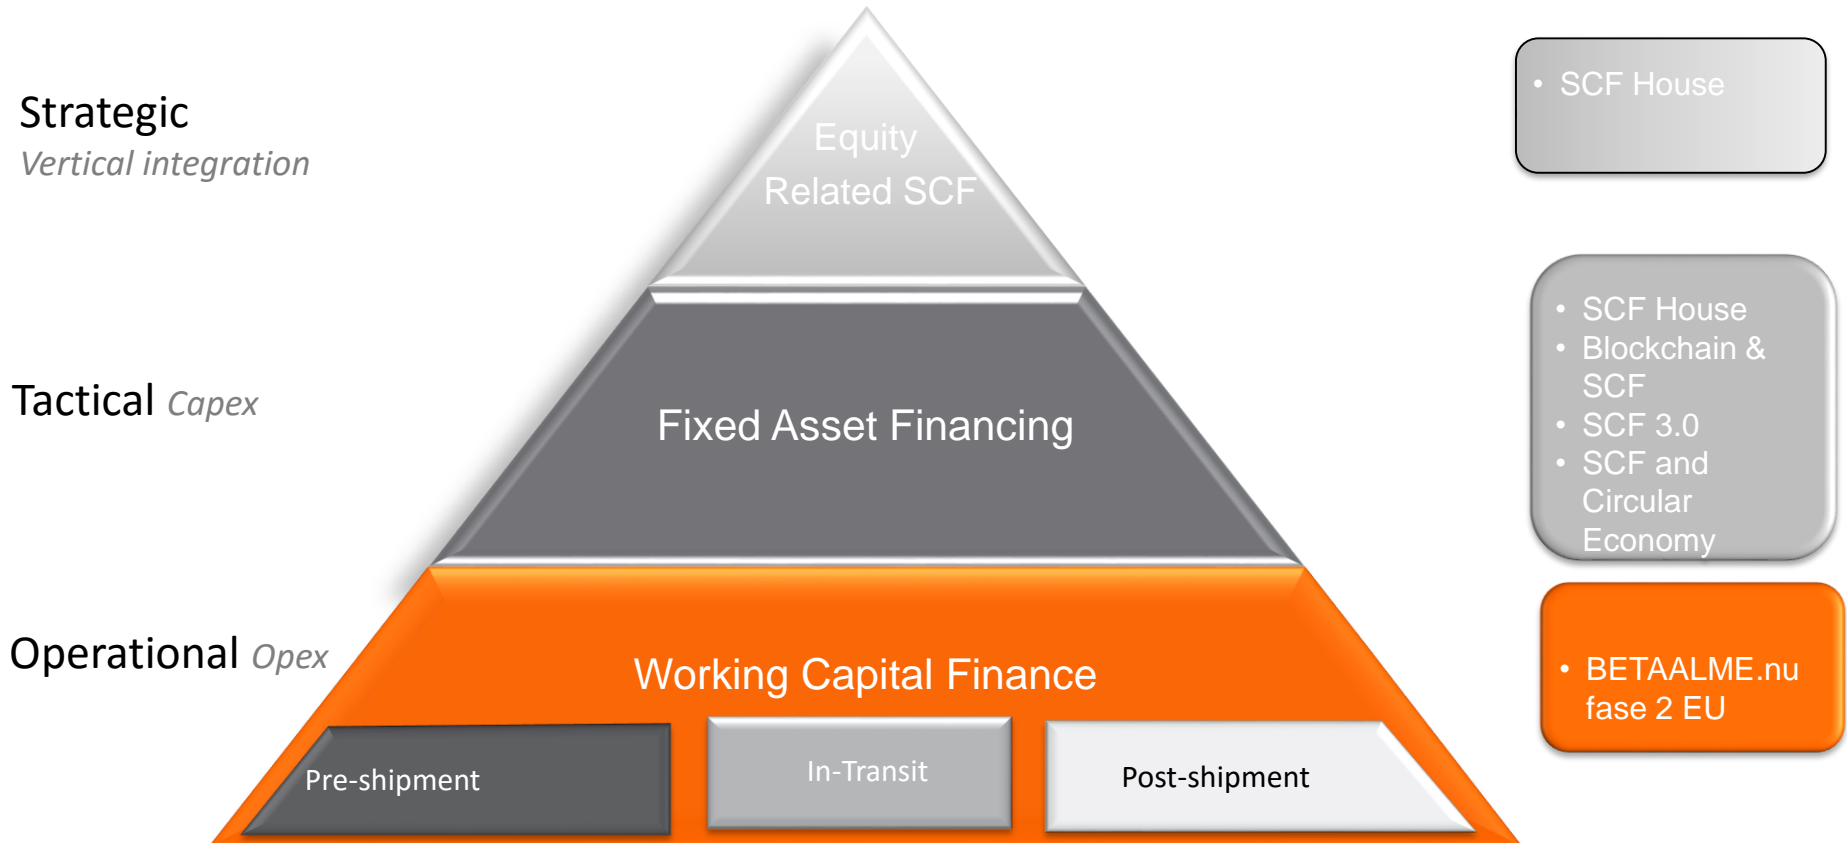 Strategic
Vertical integration
Equity
Related SCF
• SCF House
Tactical Capex
Fixed Asset Financing
• SCF House
• Blockchain &
SCF
• SCF 3.0
• SCF and
Circular
Economy
Operational Opex
Working Capital Finance
Pre-shipment
In-Transit
Post-shipment
• BETAALME.nu
fase 2 EU